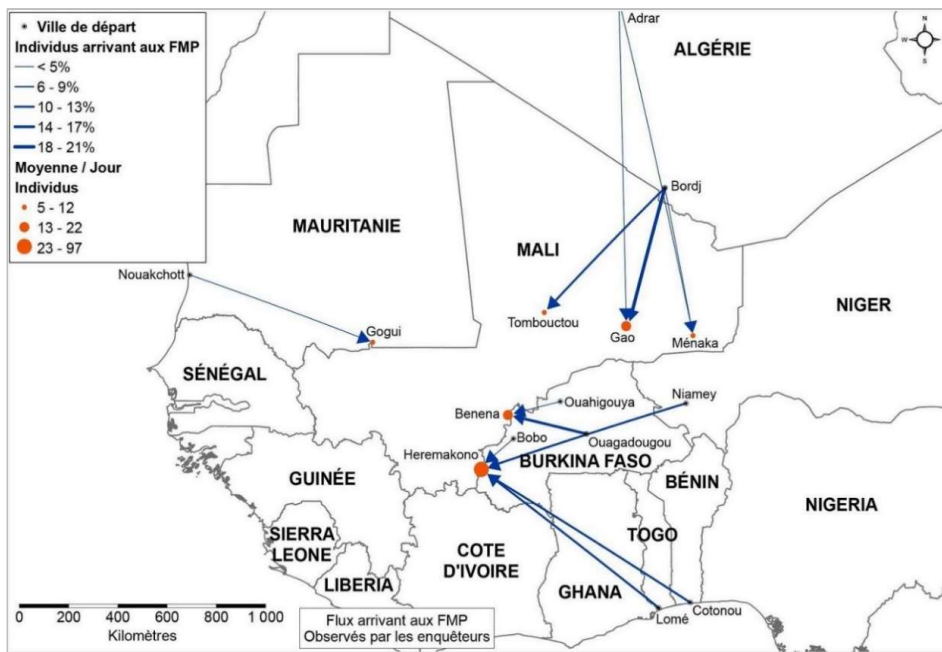 Ville de départ
Individus arrivant aux FMP
< 5%
6 - 9%
10 - 13%
14 - 17%
18 - 21%
Moyenne / Jour
Individus
5 - 12
13 - 22
23 - 97
Adrar
ALGÉRIE
N
W
E
S
Bordj
MAURITANIE
MALI
Nouakchott
NIGER
Tombouctou
Gogui
Gao
Ménaka
SÉNÉGAL
Niamey
Ouahigouya
Benena
Bobo
Ouagadougou
Heremakono
BURKINA FASO
GUINÉE
BÉNIN
NIGERIA
SIERRA
LEONE
TOGO
COTE
D'IVOIRE
LIBERIA
GHANA
Cotonou
Lomé
0 200 400 600 800 1 000
Kilomètres
Flux arrivant aux FMP
Observés par les enquêteurs